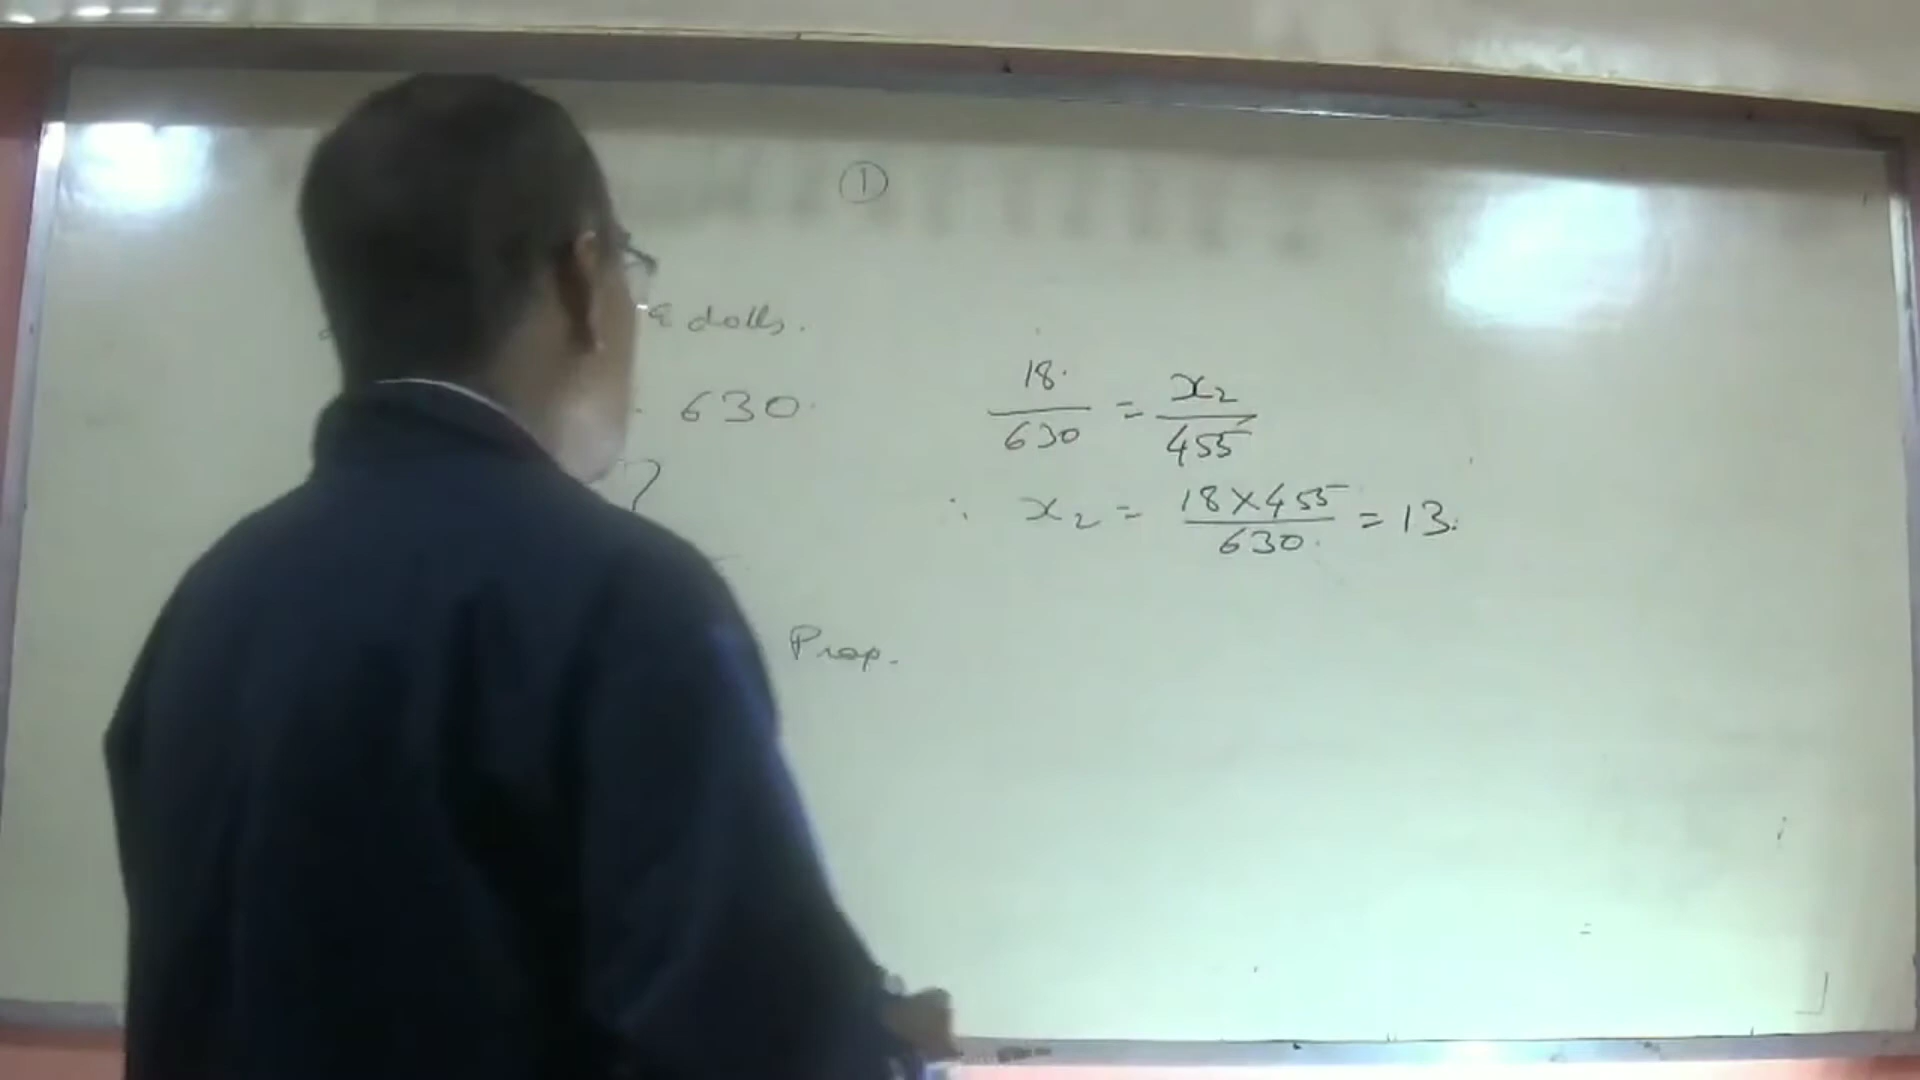 ①
dolls.
630.
?
Prop.
18. / 630 = x₂ / 455
∴ x₂ = 18 × 455 / 630. = 13.